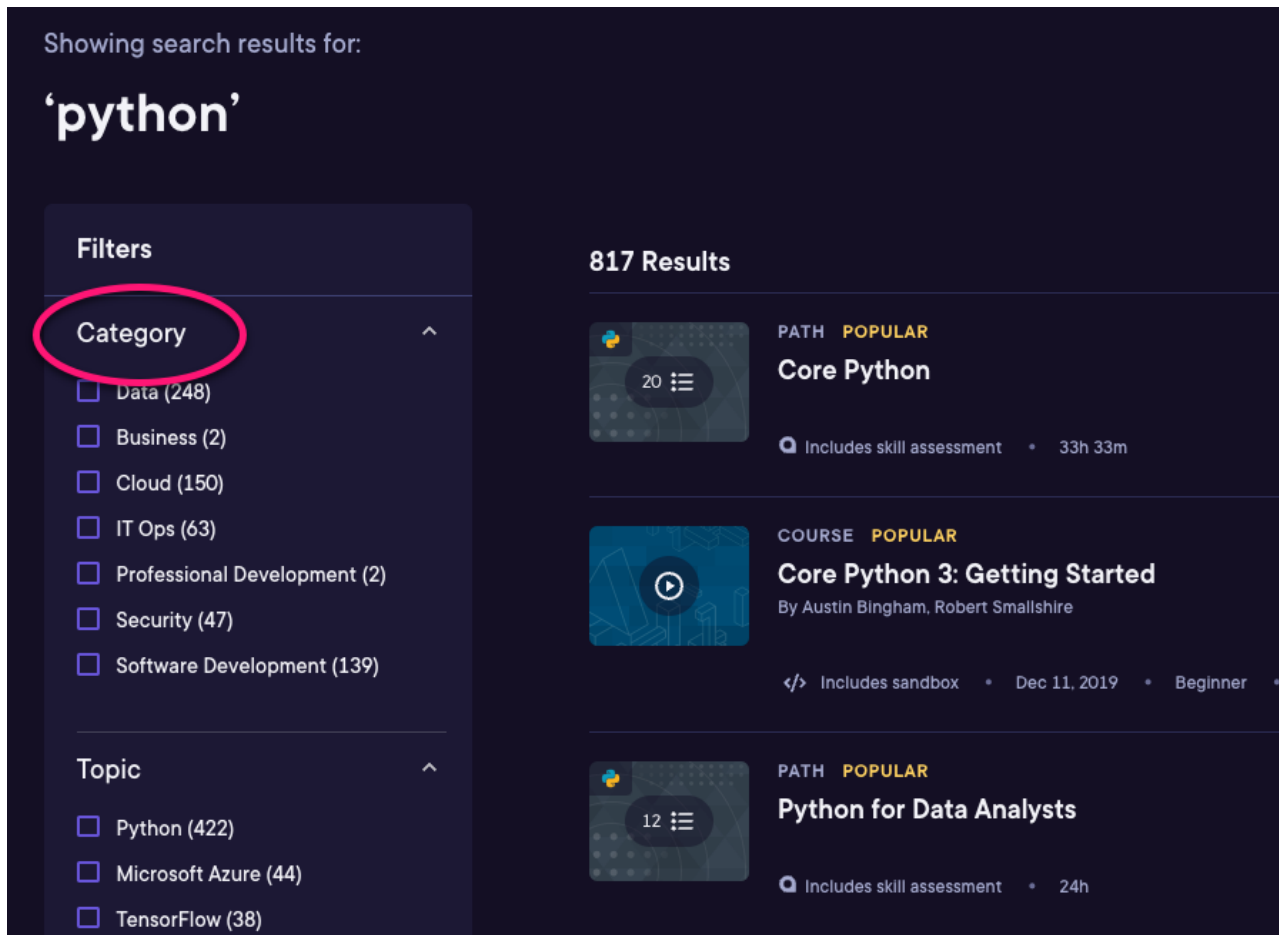 Showing search results for:
‘python’
Filters
Category
Data (248)
Business (2)
Cloud (150)
IT Ops (63)
Professional Development (2)
Security (47)
Software Development (139)
Topic
Python (422)
Microsoft Azure (44)
TensorFlow (38)
817 Results
20
PATH POPULAR
Core Python
Includes skill assessment • 33h 33m
COURSE POPULAR
Core Python 3: Getting Started
By Austin Bingham, Robert Smallshire
</> Includes sandbox • Dec 11, 2019 • Beginner •
12
PATH POPULAR
Python for Data Analysts
Includes skill assessment • 24h